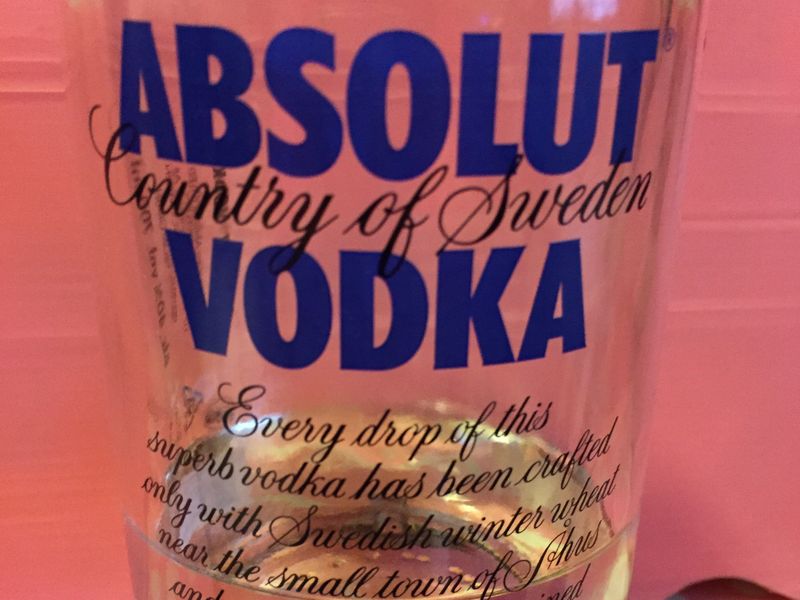 ABSOLUT®
Country of Sweden
VODKA
Every drop of this
superb vodka has been crafted
only with Swedish winter wheat
near the small town of Åhus
and